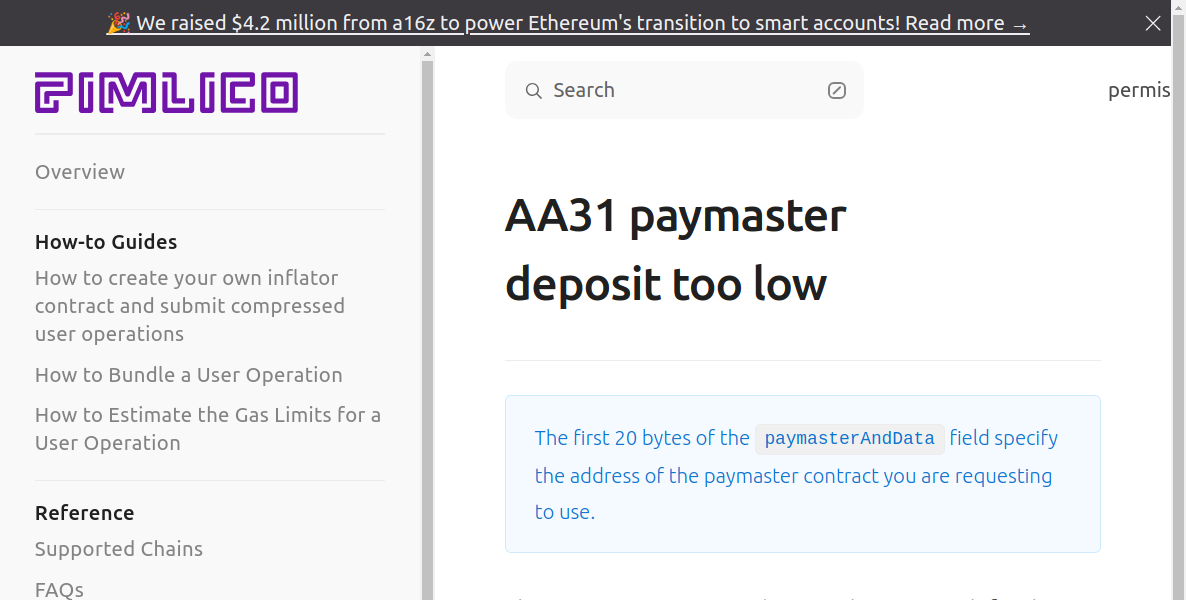 🎉 We raised $4.2 million from a16z to power Ethereum's transition to smart accounts! Read more →
PIMLICO
Overview
How-to Guides
How to create your own inflator
contract and submit compressed
user operations
How to Bundle a User Operation
How to Estimate the Gas Limits for a
User Operation
Reference
Supported Chains
FAQs
Search
permis
AA31 paymaster
deposit too low
The first 20 bytes of the paymasterAndData field specify
the address of the paymaster contract you are requesting
to use.